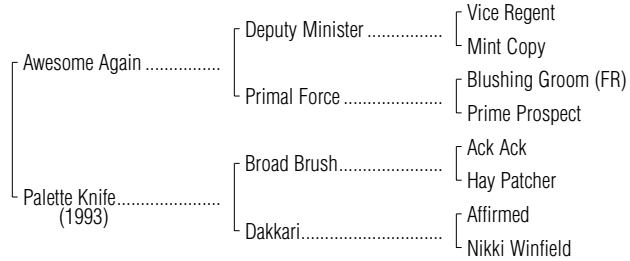 Vice Regent
Deputy Minister ................
Mint Copy
Awesome Again ................
Blushing Groom (FR)
Primal Force .....................
Prime Prospect
Ack Ack
Broad Brush......................
Hay Patcher
Palette Knife......................
(1993)
Affirmed
Dakkari..............................
Nikki Winfield